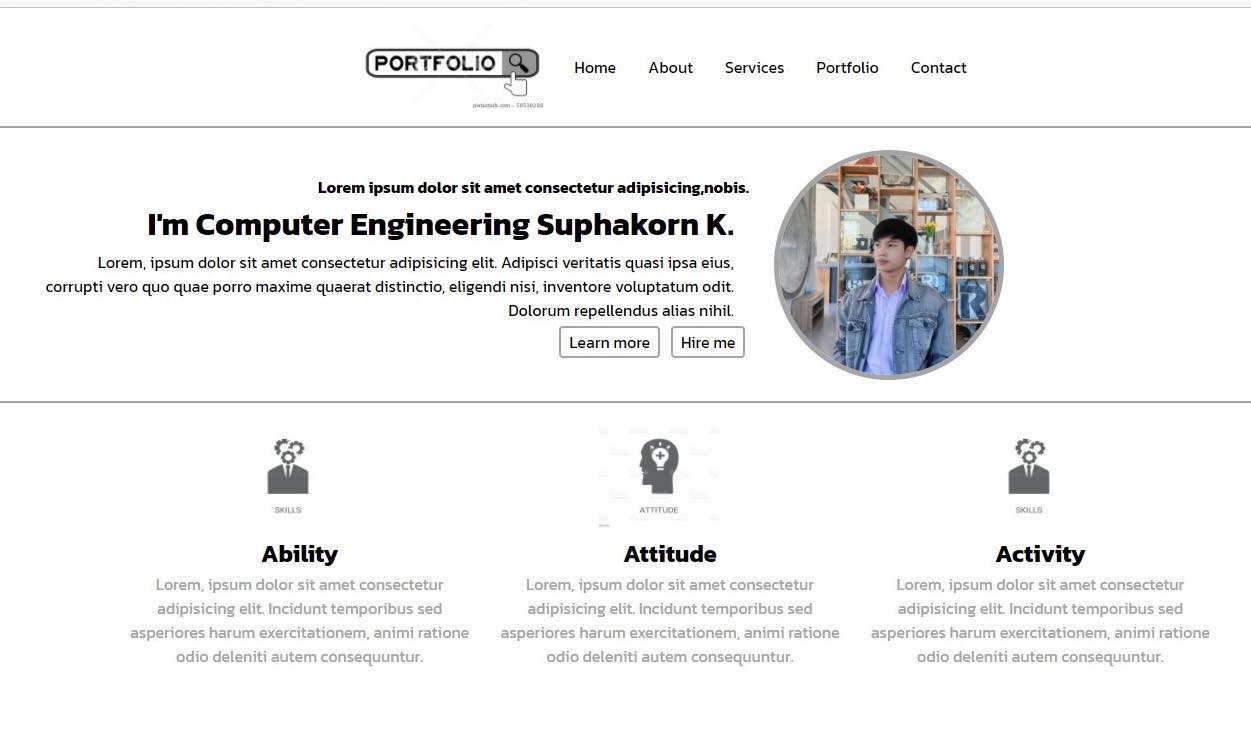 PORTFOLIO
Home About Services Portfolio Contact
Lorem ipsum dolor sit amet consectetur adipisicing,nobis.
I'm Computer Engineering Suphakorn K.
Lorem, ipsum dolor sit amet consectetur adipisicing elit. Adipisci veritatis quasi ipsa eius,
corrupti vero quo quae porro maxime quaerat distinctio, eligendi nisi, inventore voluptatum odit.
Dolorum repellendus alias nihil.
Learn more Hire me
SKILLS
Ability
Lorem, ipsum dolor sit amet consectetur
adipisicing elit. Incidunt temporibus sed
asperiores harum exercitationem, animi ratione
odio deleniti autem consequuntur.
ATTITUDE
Attitude
Lorem, ipsum dolor sit amet consectetur
adipisicing elit. Incidunt temporibus sed
asperiores harum exercitationem, animi ratione
odio deleniti autem consequuntur.
SKILLS
Activity
Lorem, ipsum dolor sit amet consectetur
adipisicing elit. Incidunt temporibus sed
asperiores harum exercitationem, animi ratione
odio deleniti autem consequuntur.